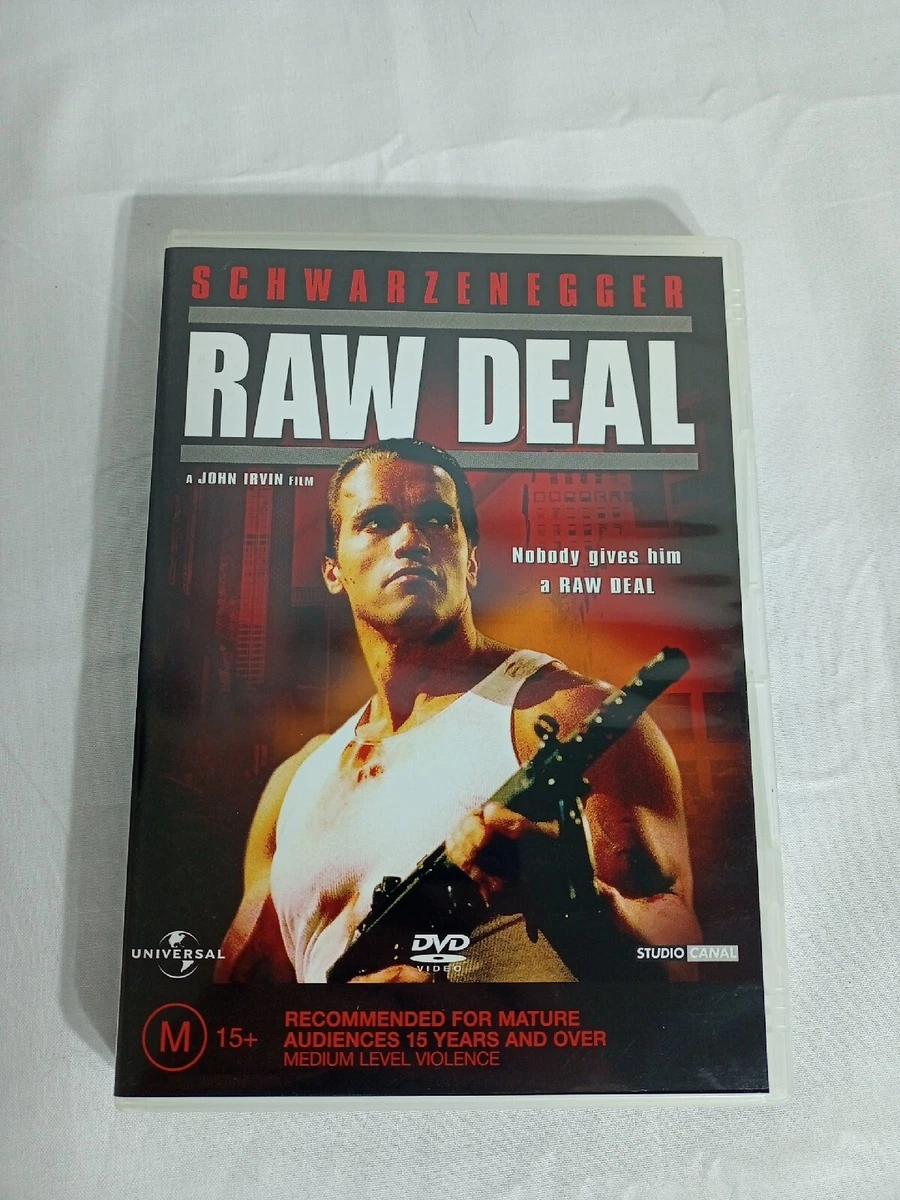 SCHWARZENEGGER
RAW DEAL
A JOHN IRVIN FILM
Nobody gives him
a RAW DEAL
UNIVERSAL
DVD
VIDEO
STUDIO CANAL
M 15+
RECOMMENDED FOR MATURE
AUDIENCES 15 YEARS AND OVER
MEDIUM LEVEL VIOLENCE